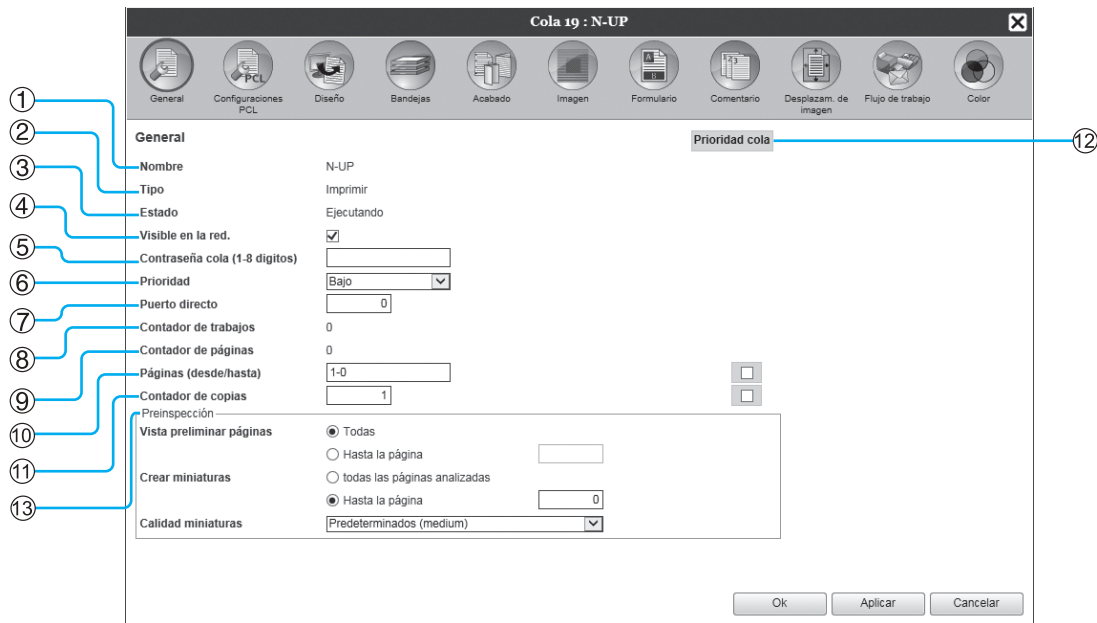 Cola 19 : N-UP
General
Configuraciones PCL
PCL
Diseño
Bandejas
Acabado
Imagen
A
B
Formulario
1 2 3
Comentario
Desplazam. de imagen
Flujo de trabajo
Color
General
Prioridad cola
12
1
Nombre N-UP
2
Tipo Imprimir
3
Estado Ejecutando
4
Visible en la red.
5
Contraseña cola (1-8 digitos)
6
Prioridad Bajo
7
Puerto directo 0
8
Contador de trabajos 0
9
Contador de páginas 0
10
Páginas (desde/hasta) 1-0
11
Contador de copias 1
13
Preinspección
Vista preliminar páginas Todas
Hasta la página
Crear miniaturas todas las páginas analizadas
Hasta la página 0
Calidad miniaturas Predeterminados (medium)
Ok Aplicar Cancelar